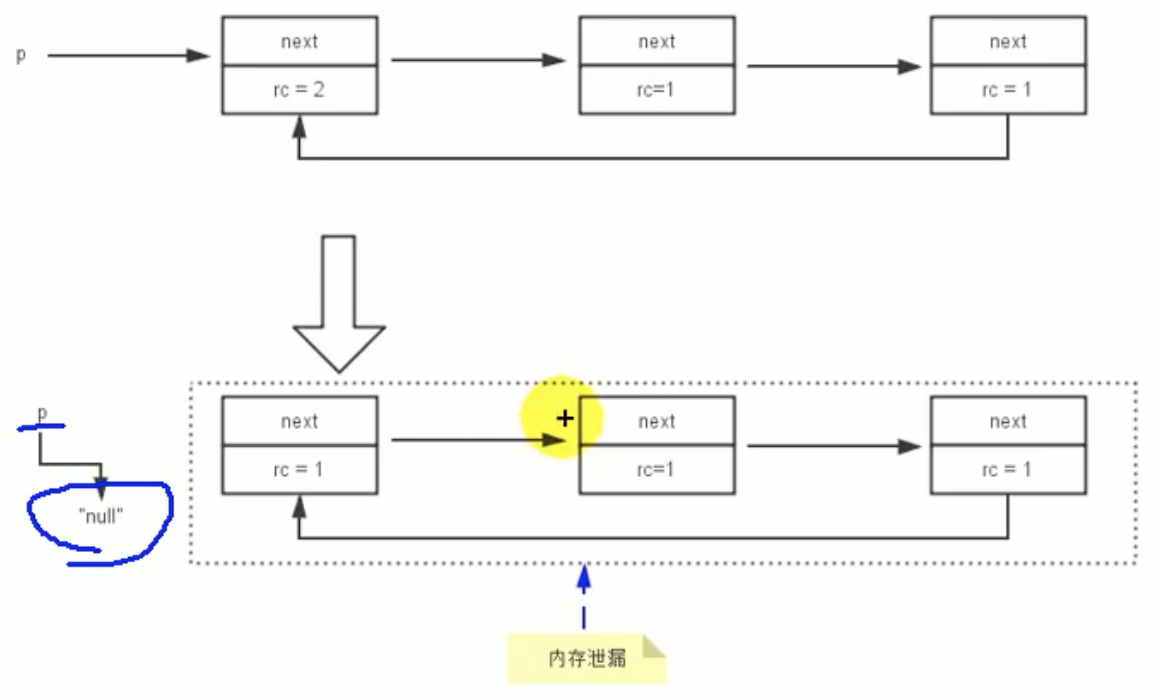 p
next
next
next
rc = 2
rc=1
rc = 1
p
next
next
next
rc = 1
rc=1
rc = 1
"null"
内存泄漏